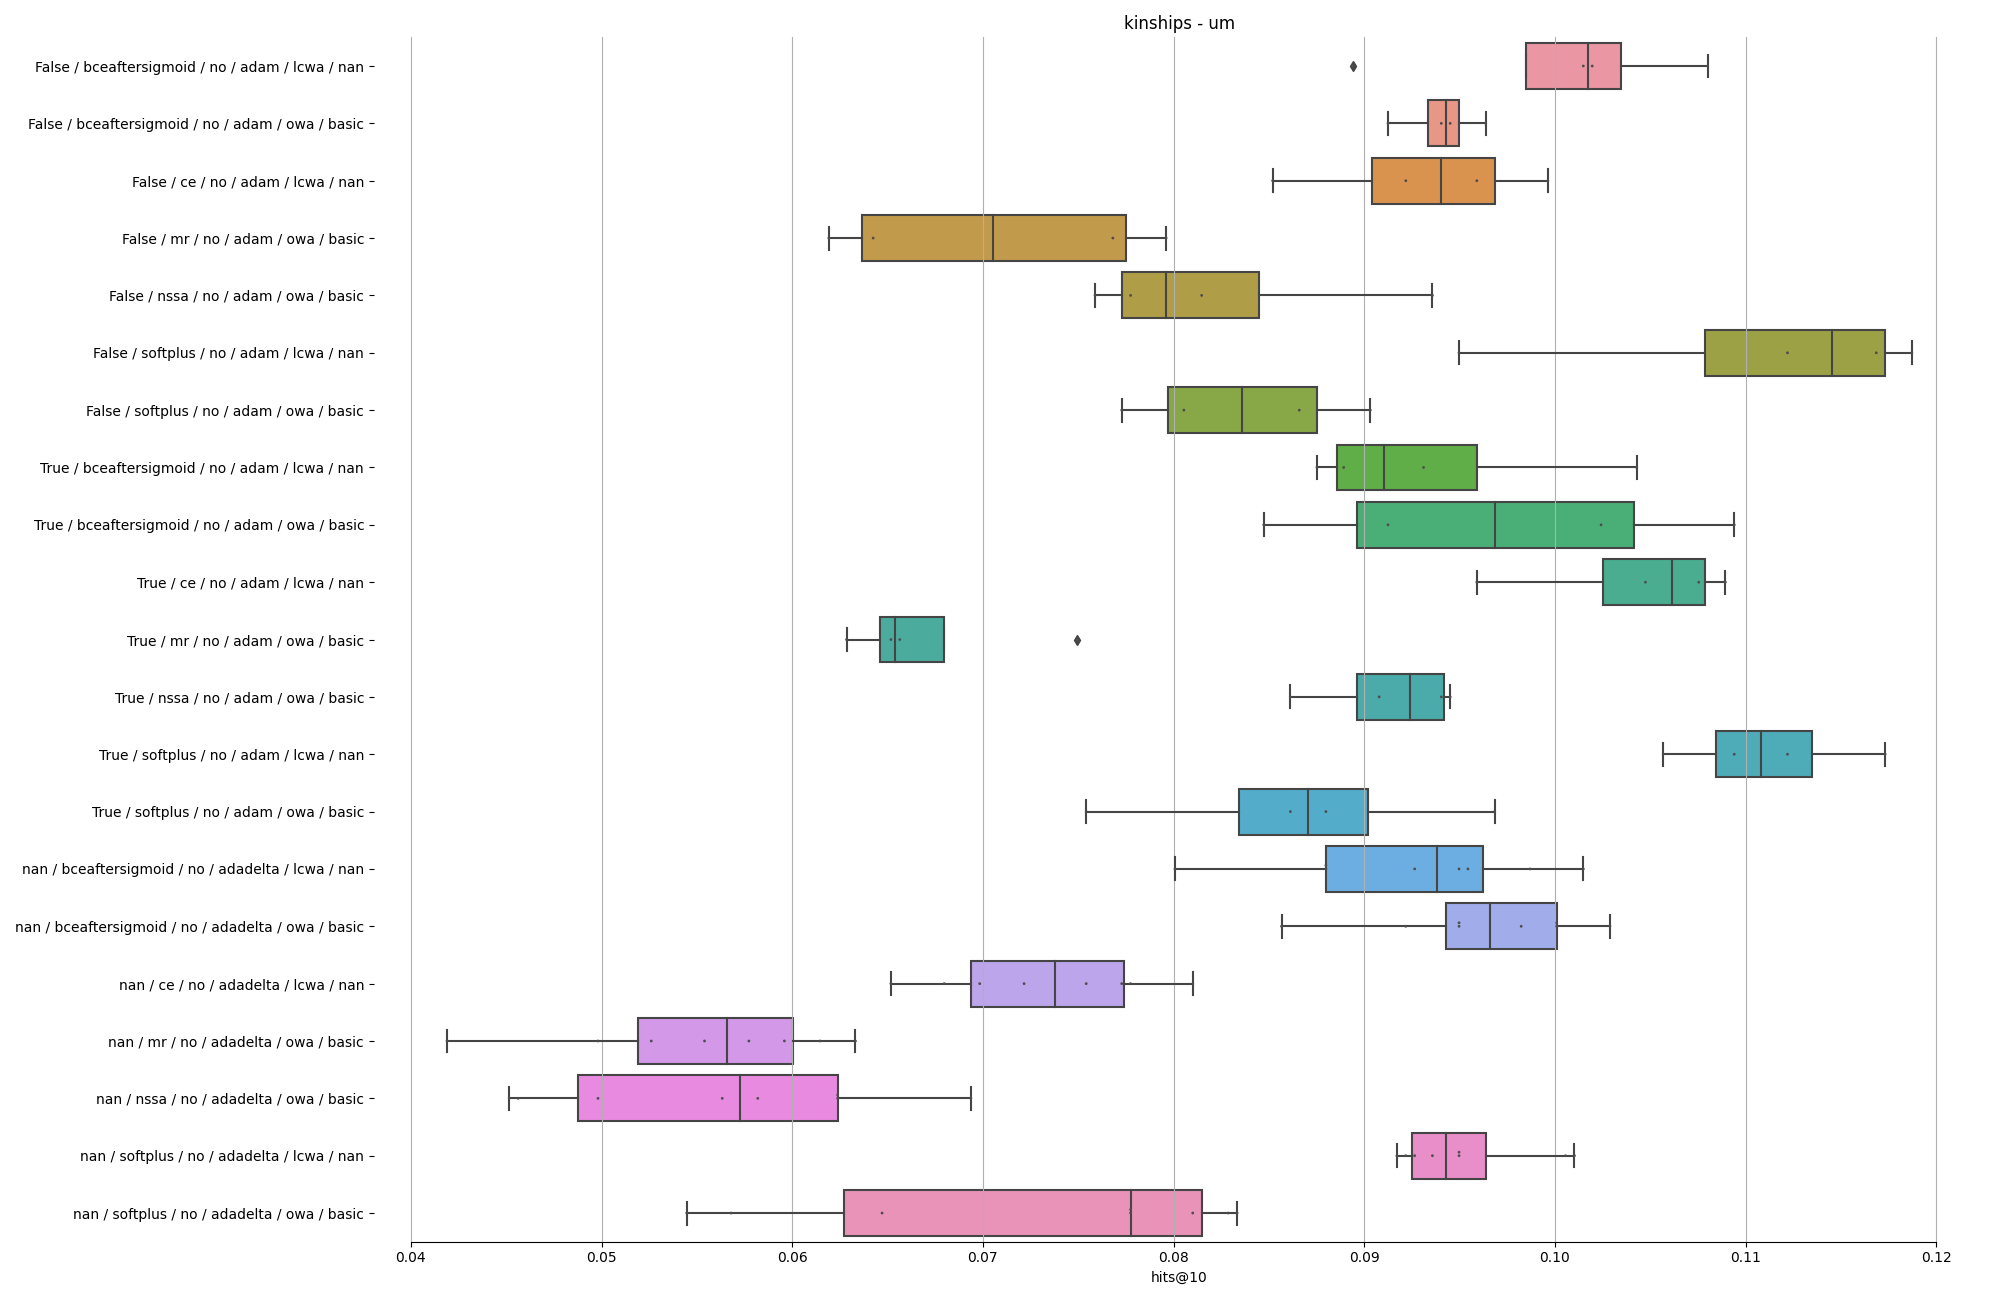 kinships - um
False / bceaftersigmoid / no / adam / lcwa / nan
False / bceaftersigmoid / no / adam / owa / basic
False / ce / no / adam / lcwa / nan
False / mr / no / adam / owa / basic
False / nssa / no / adam / owa / basic
False / softplus / no / adam / lcwa / nan
False / softplus / no / adam / owa / basic
True / bceaftersigmoid / no / adam / lcwa / nan
True / bceaftersigmoid / no / adam / owa / basic
True / ce / no / adam / lcwa / nan
True / mr / no / adam / owa / basic
True / nssa / no / adam / owa / basic
True / softplus / no / adam / lcwa / nan
True / softplus / no / adam / owa / basic
nan / bceaftersigmoid / no / adadelta / lcwa / nan
nan / bceaftersigmoid / no / adadelta / owa / basic
nan / ce / no / adadelta / lcwa / nan
nan / mr / no / adadelta / owa / basic
nan / nssa / no / adadelta / owa / basic
nan / softplus / no / adadelta / lcwa / nan
nan / softplus / no / adadelta / owa / basic
0.04 0.05 0.06 0.07 0.08 0.09 0.10 0.11 0.12
hits@10